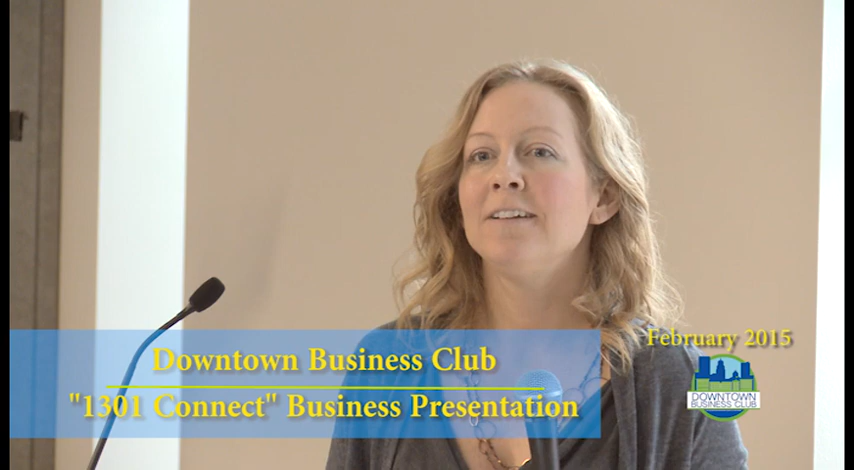 February 2015
Downtown Business Club
"1301 Connect" Business Presentation
DOWNTOWN
BUSINESS CLUB